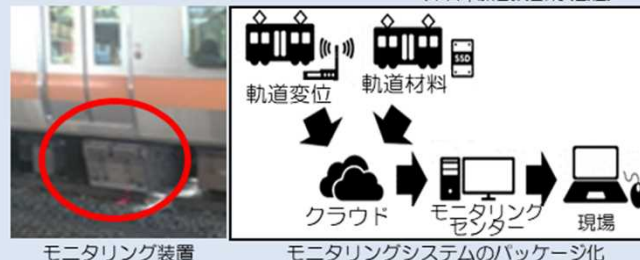 軌道変位
軌道材料
SSD
クラウド
モニタリング
センター
現場
モニタリング装置
モニタリングシステムのパッケージ化